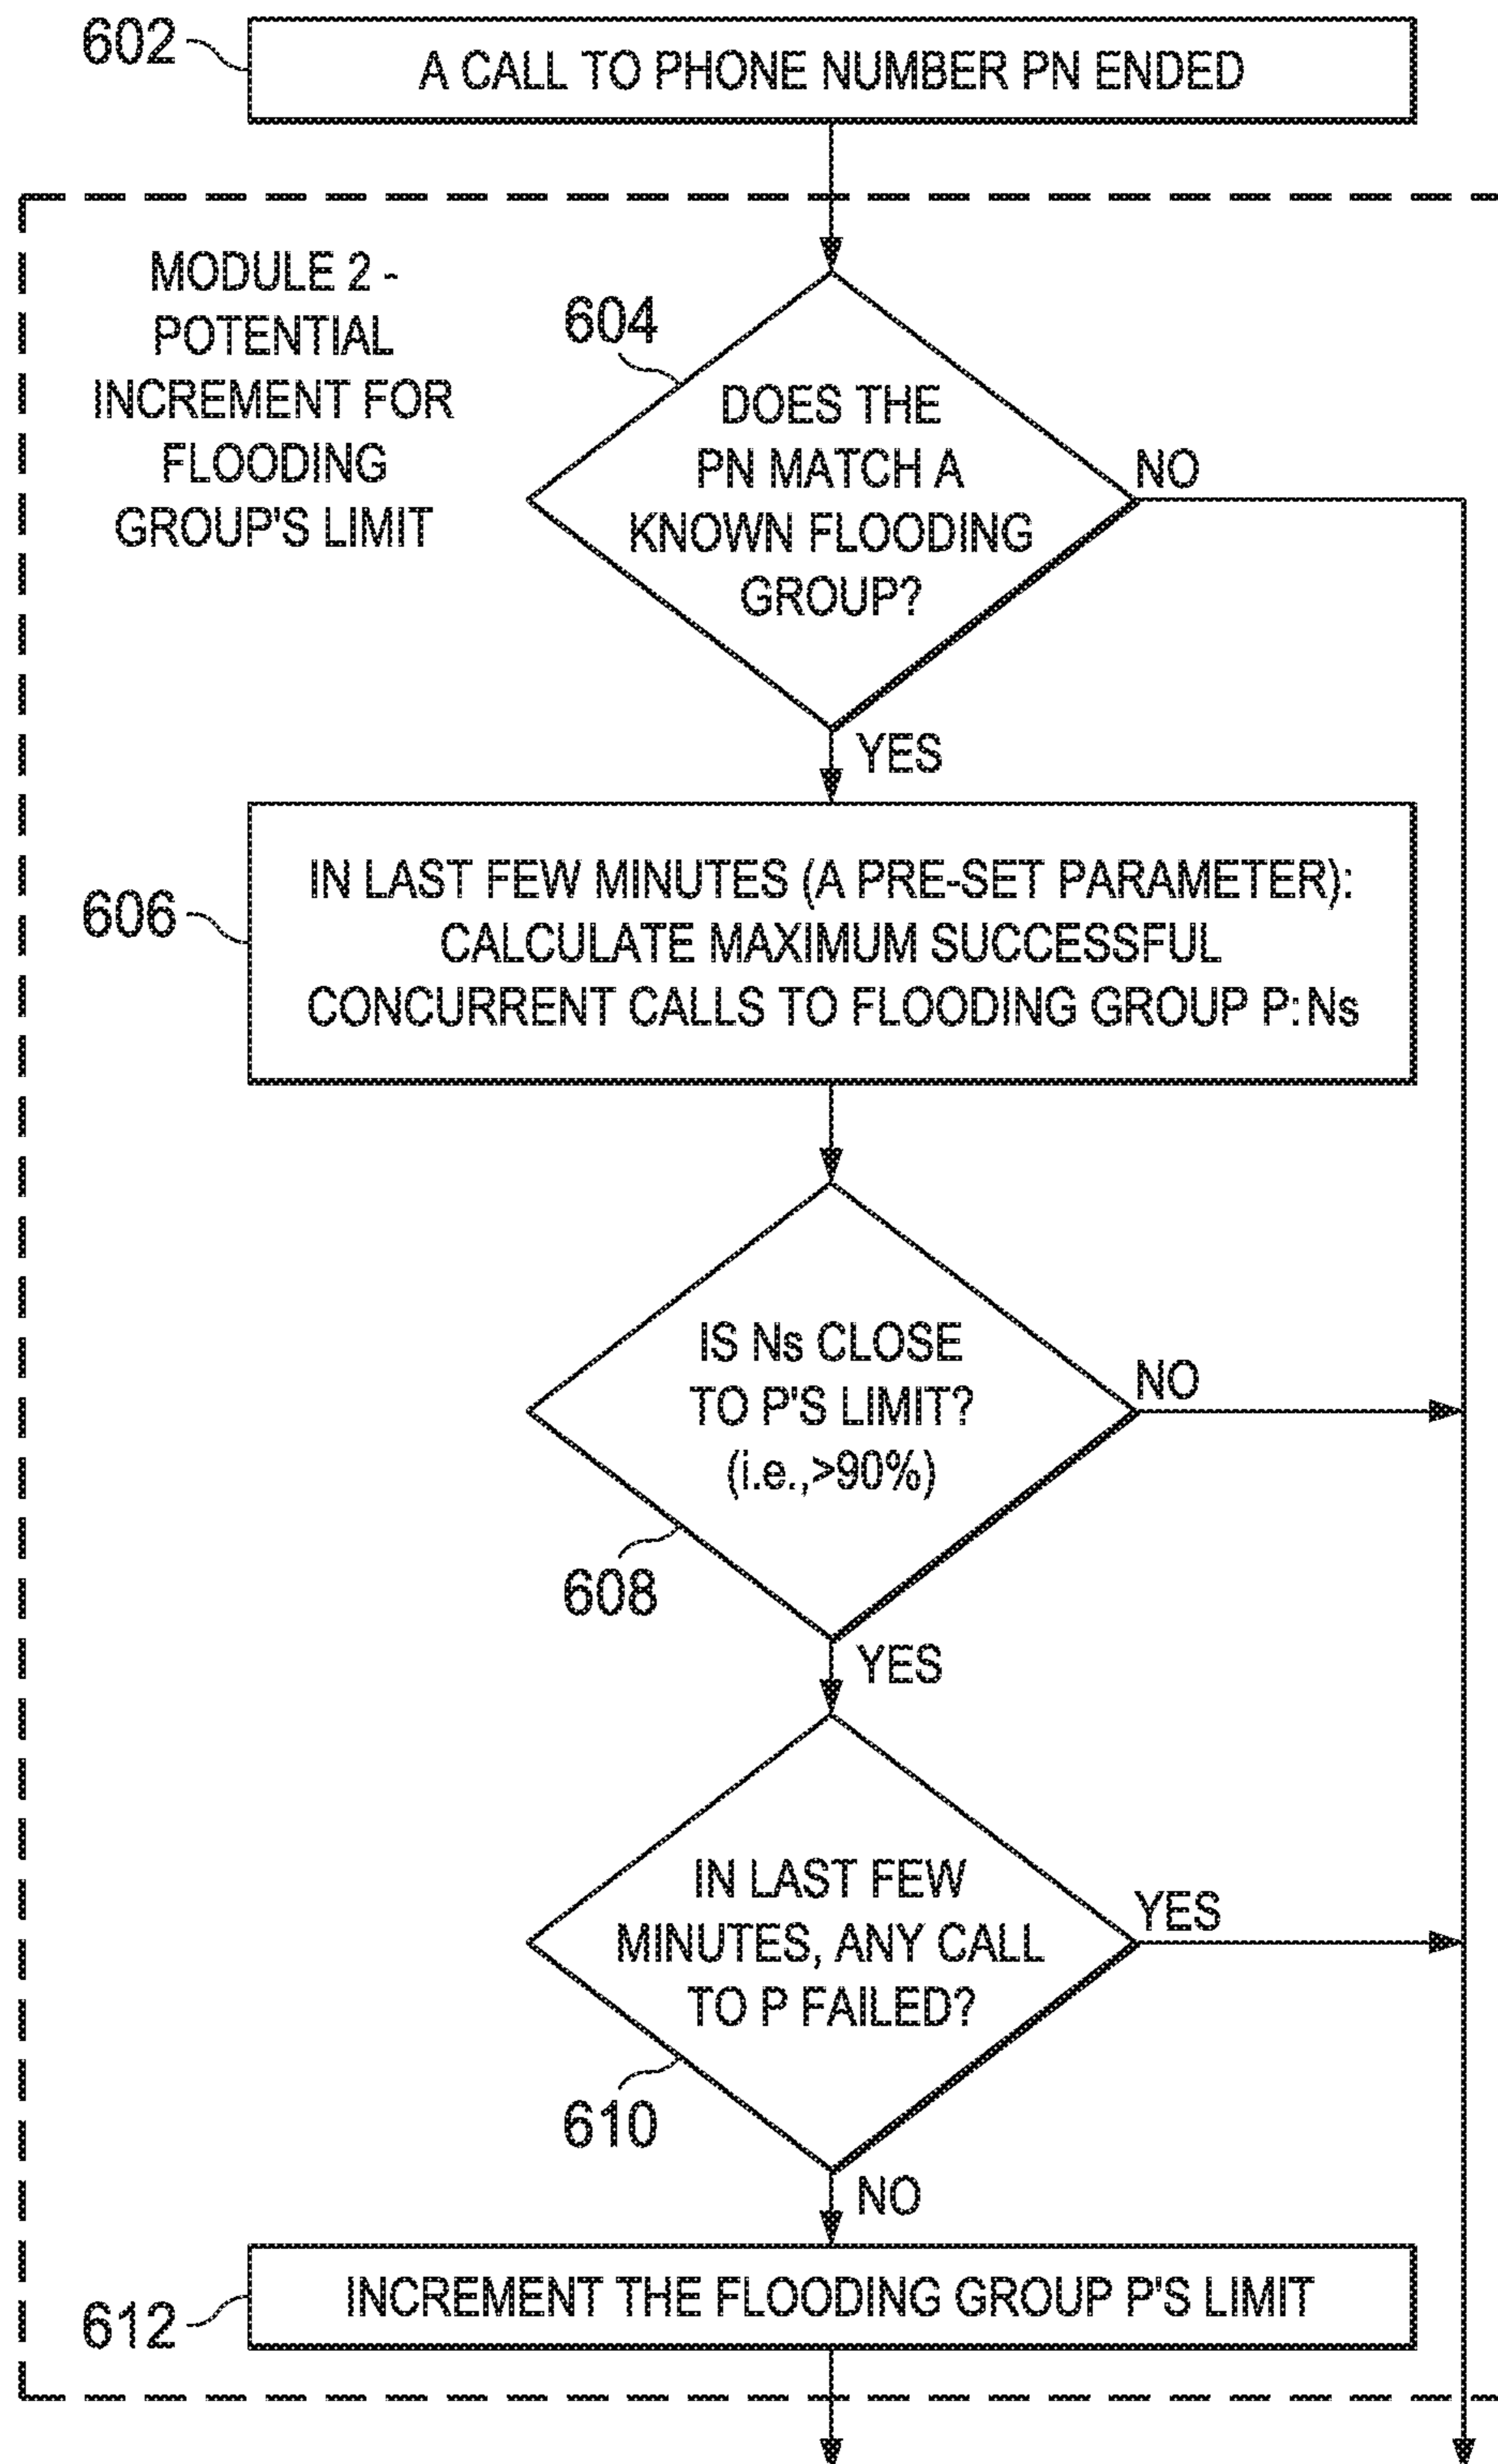 602
A CALL TO PHONE NUMBER PN ENDED
MODULE 2 -
POTENTIAL
INCREMENT FOR
FLOODING
GROUP'S LIMIT
604
DOES THE
PN MATCH A
KNOWN FLOODING
GROUP?
NO
YES
606
IN LAST FEW MINUTES (A PRE-SET PARAMETER):
CALCULATE MAXIMUM SUCCESSFUL
CONCURRENT CALLS TO FLOODING GROUP P: Ns
IS Ns CLOSE
TO P'S LIMIT?
(i.e.,>90%)
NO
608
YES
IN LAST FEW
MINUTES, ANY CALL
TO P FAILED?
YES
610
NO
612
INCREMENT THE FLOODING GROUP P'S LIMIT